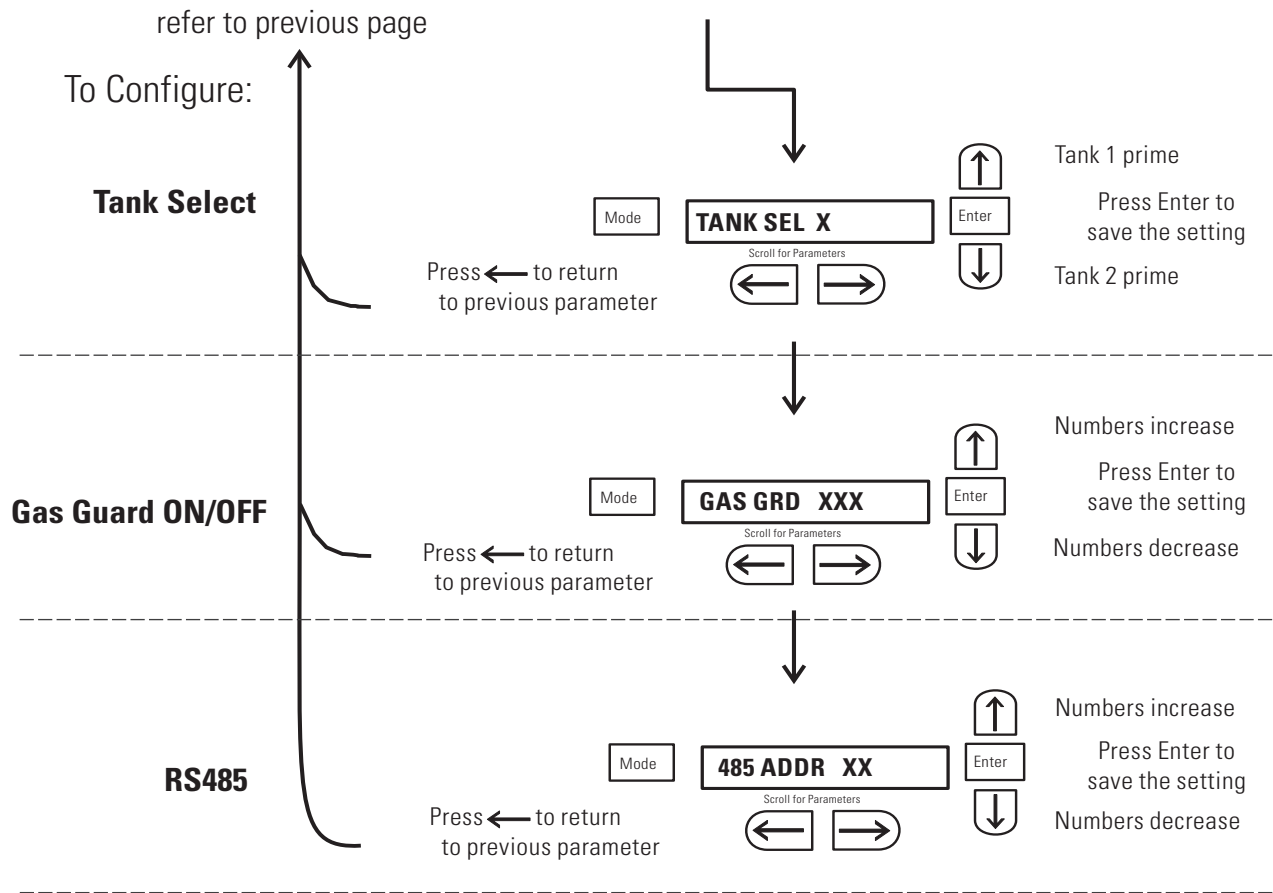 refer to previous page
To Configure:
Tank Select
Mode
TANK SEL X
Scroll for Parameters
Enter
Tank 1 prime
Press Enter to
save the setting
Tank 2 prime
Press ← to return
to previous parameter
Gas Guard ON/OFF
Mode
GAS GRD XXX
Scroll for Parameters
Enter
Numbers increase
Press Enter to
save the setting
Numbers decrease
Press ← to return
to previous parameter
RS485
Mode
485 ADDR XX
Scroll for Parameters
Enter
Numbers increase
Press Enter to
save the setting
Numbers decrease
Press ← to return
to previous parameter